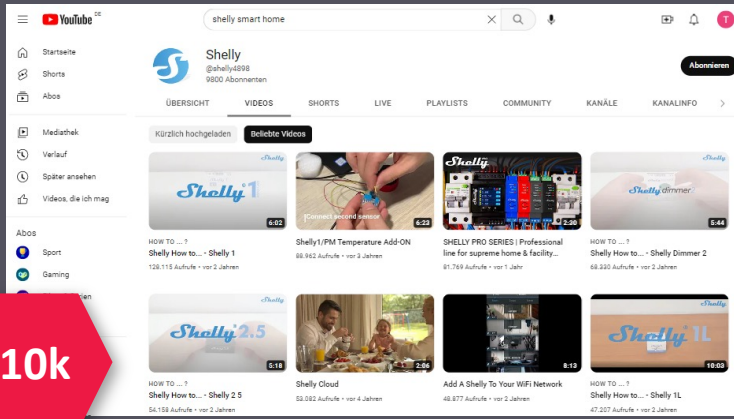 YouTube DE
shelly smart home
T
Startseite
Shorts
Abos
Mediathek
Verlauf
Später ansehen
Videos, die ich mag
Abos
Sport
Gaming
Shelly
@shelly4898
9800 Abonnenten
Abonnieren
ÜBERSICHT VIDEOS SHORTS LIVE PLAYLISTS COMMUNITY KANÄLE KANALINFO
Kürzlich hochgeladen Beliebte Videos
Shelly
Shelly 1
6:02
HOW TO ... ?
Shelly How to... - Shelly 1
128.115 Aufrufe • vor 2 Jahren
Connect second sensor
6:23
Shelly1/PM Temperature Add-ON
88.962 Aufrufe • vor 3 Jahren
Shelly
2:30
SHELLY PRO SERIES | Professional
line for supreme home & facility...
81.769 Aufrufe • vor 1 Jahr
Shelly
Shelly dimmer
5:44
HOW TO ... ?
Shelly How to... - Shelly Dimmer 2
68.330 Aufrufe • vor 2 Jahren
Shelly
Shelly 2.5
5:18
HOW TO ... ?
Shelly How to... - Shelly 2 5
54.158 Aufrufe • vor 2 Jahren
2:06
Shelly Cloud
53.082 Aufrufe • vor 4 Jahren
8:13
Add A Shelly To Your WiFi Network
48.877 Aufrufe • vor 2 Jahren
Shelly
Shelly 1L
10:03
HOW TO ... ?
Shelly How to... - Shelly 1L
47.207 Aufrufe • vor 2 Jahren
10k